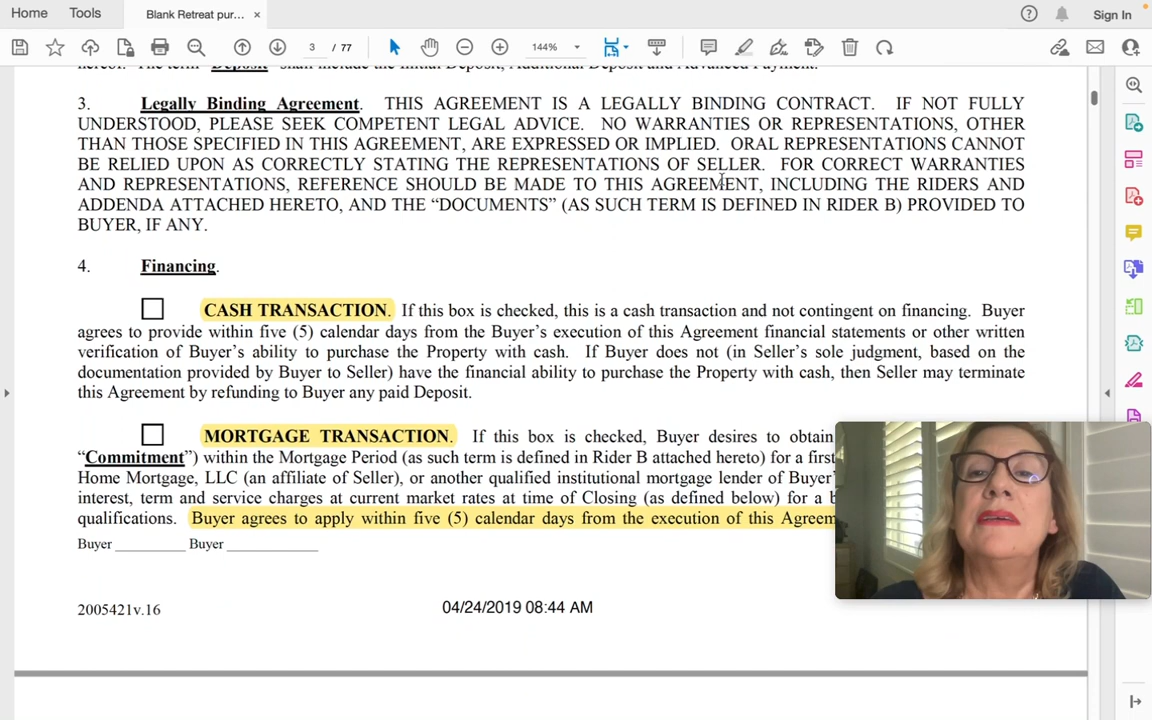 Home Tools Blank Retreat pur... × Sign In
3 / 77 144%
3. Legally Binding Agreement. THIS AGREEMENT IS A LEGALLY BINDING CONTRACT. IF NOT FULLY
UNDERSTOOD, PLEASE SEEK COMPETENT LEGAL ADVICE. NO WARRANTIES OR REPRESENTATIONS, OTHER
THAN THOSE SPECIFIED IN THIS AGREEMENT, ARE EXPRESSED OR IMPLIED. ORAL REPRESENTATIONS CANNOT
BE RELIED UPON AS CORRECTLY STATING THE REPRESENTATIONS OF SELLER. FOR CORRECT WARRANTIES
AND REPRESENTATIONS, REFERENCE SHOULD BE MADE TO THIS AGREEMENT, INCLUDING THE RIDERS AND
ADDENDA ATTACHED HERETO, AND THE “DOCUMENTS” (AS SUCH TERM IS DEFINED IN RIDER B) PROVIDED TO
BUYER, IF ANY.
4. Financing.
CASH TRANSACTION. If this box is checked, this is a cash transaction and not contingent on financing. Buyer
agrees to provide within five (5) calendar days from the Buyer’s execution of this Agreement financial statements or other written
verification of Buyer’s ability to purchase the Property with cash. If Buyer does not (in Seller’s sole judgment, based on the
documentation provided by Buyer to Seller) have the financial ability to purchase the Property with cash, then Seller may terminate
this Agreement by refunding to Buyer any paid Deposit.
MORTGAGE TRANSACTION. If this box is checked, Buyer desires to obtain
“Commitment”) within the Mortgage Period (as such term is defined in Rider B attached hereto) for a first
Home Mortgage, LLC (an affiliate of Seller), or another qualified institutional mortgage lender of Buyer’
interest, term and service charges at current market rates at time of Closing (as defined below) for a
qualifications. Buyer agrees to apply within five (5) calendar days from the execution of this Agreem
Buyer __________ Buyer _____________
2005421v.16 04/24/2019 08:44 AM